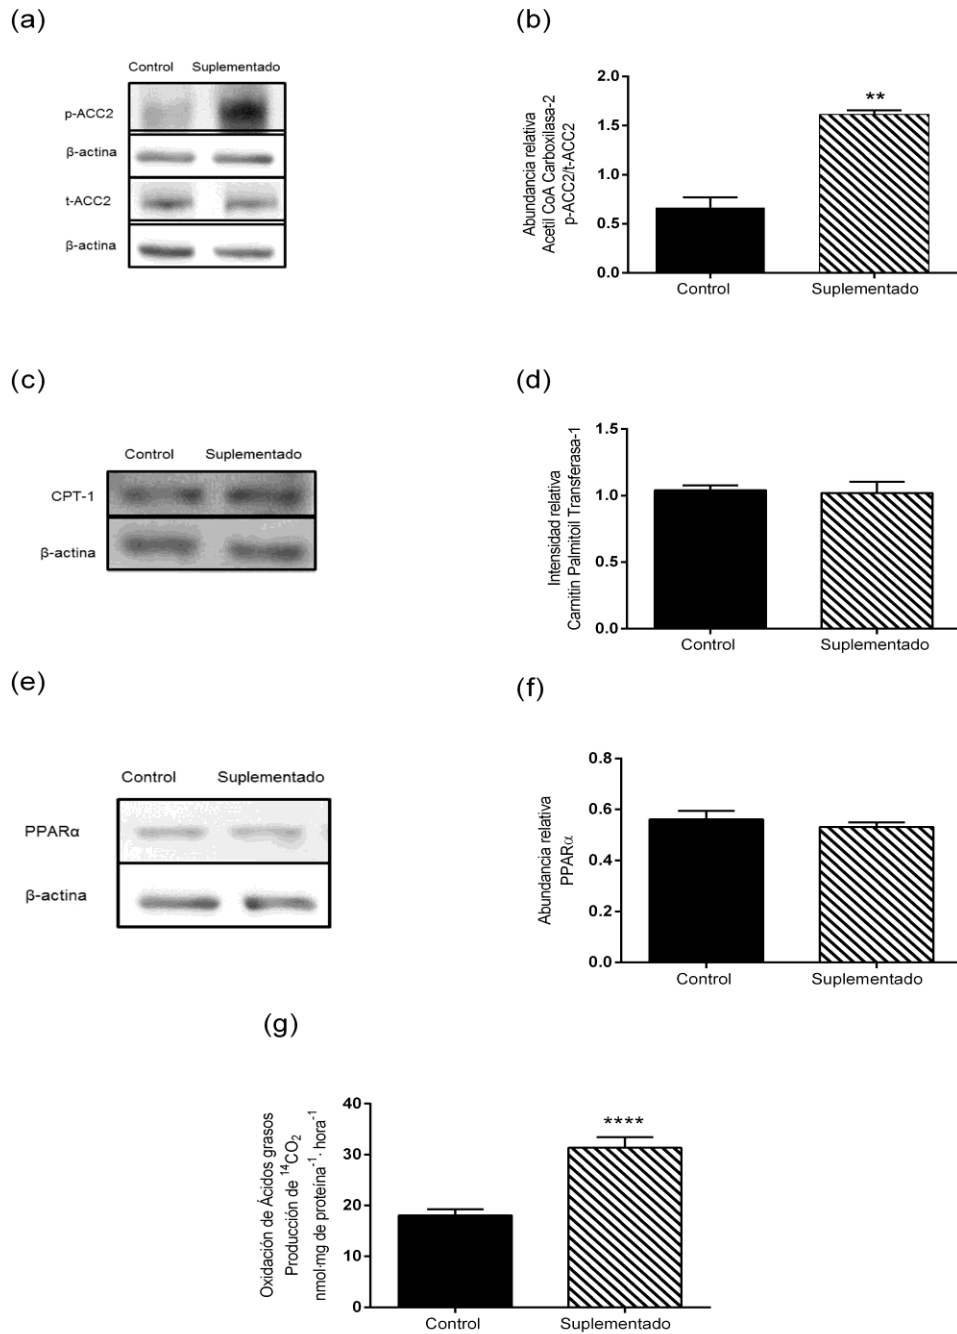 (a)
Control Suplementado
p-ACC2
β-actina
t-ACC2
β-actina
(b)
Abundancia relativa
Acetil CoA Carboxilasa-2
p-ACC2/t-ACC2
2.0
1.5
1.0
0.5
0.0
**
Control Suplementado
(c)
Control Suplementado
CPT-1
β-actina
(d)
Intensidad relativa
Carnitin Palmitoil Transferasa-1
1.5
1.0
0.5
0.0
Control Suplementado
(e)
Control Suplementado
PPARα
β-actina
(f)
Abundancia relativa
PPARα
0.8
0.6
0.4
0.2
0.0
Control Suplementado
(g)
Oxidación de Ácidos grasos
Producción de ¹⁴CO₂
nmol·mg de proteína⁻¹·hora⁻¹
40
30
20
10
0
****
Control Suplementado